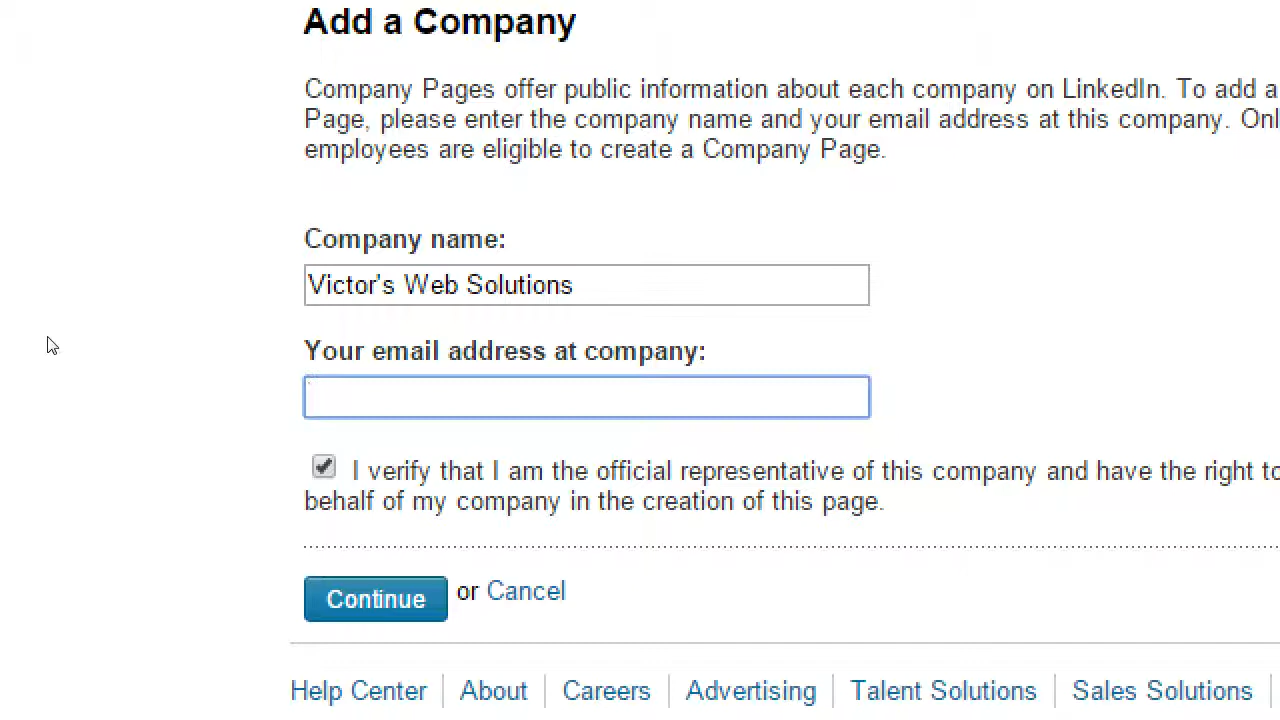 Add a Company
Company Pages offer public information about each company on LinkedIn. To add a
Page, please enter the company name and your email address at this company.
employees are eligible to create a Company Page.
Company name:
Victor's Web Solutions
Your email address at company:
I verify that I am the official representative of this company and have the right
behalf of my company in the creation of this page.
Continue or Cancel
Help Center | About | Careers | Advertising | Talent Solutions | Sales Solutions |